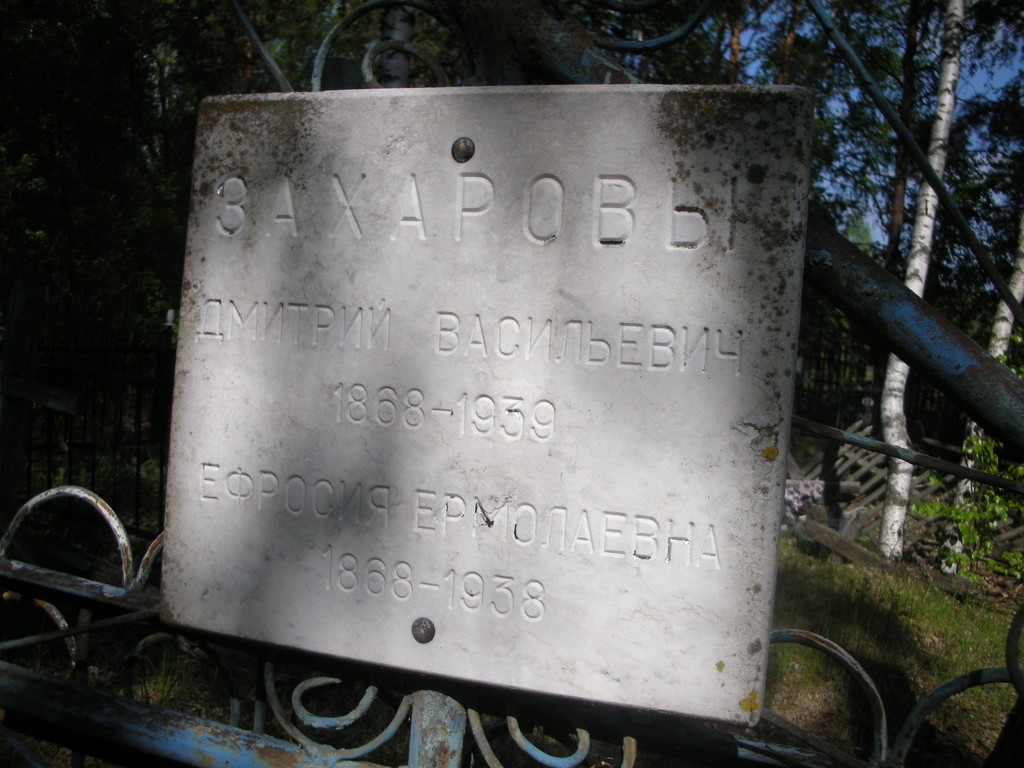 ЗАХАРОВЫ
ДМИТРИЙ ВАСИЛЬЕВИЧ
1868-1939
ЕФРОСИЯ ЕРМОЛАЕВНА
1868-1938